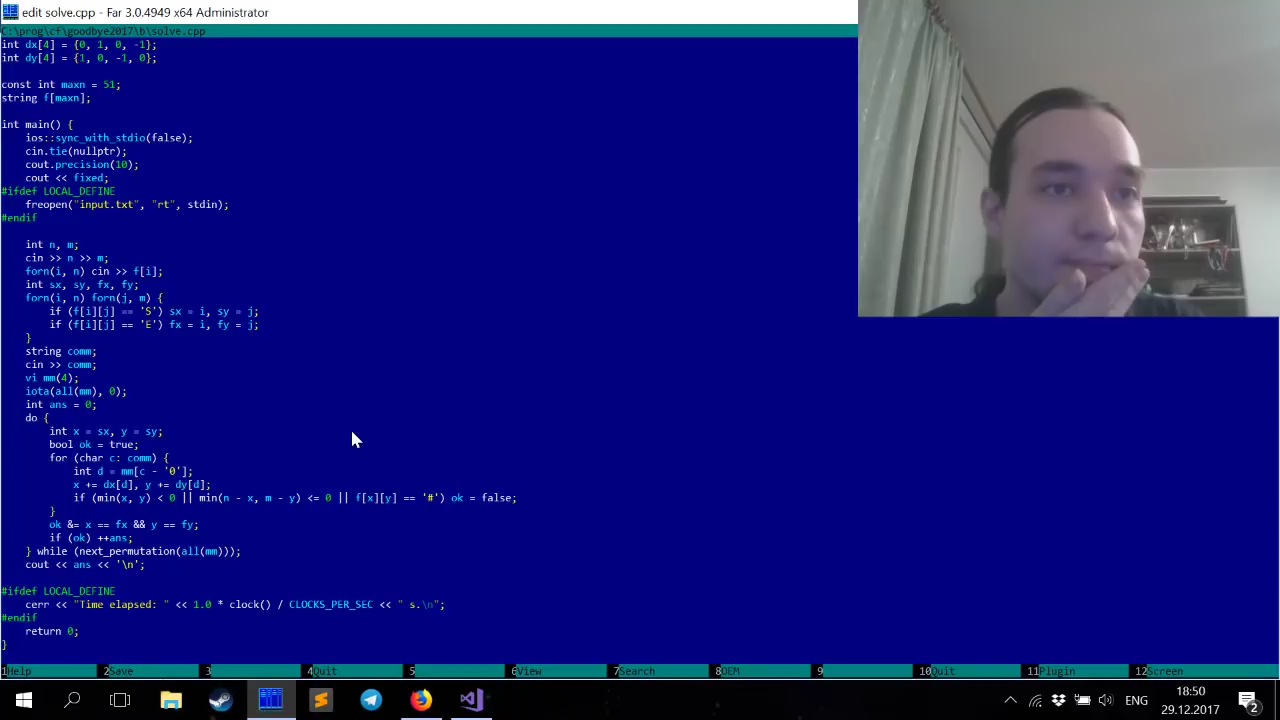 edit solve.cpp - Far 3.0.4949 x64 Administrator
C:\prog\cf\goodbye2017\b\solve.cpp
int dx[4] = {0, 1, 0, -1};
int dy[4] = {1, 0, -1, 0};
const int maxn = 51;
string f[maxn];
int main() {
ios::sync_with_stdio(false);
cin.tie(nullptr);
cout.precision(10);
cout << fixed;
#ifdef LOCAL_DEFINE
freopen("input.txt", "rt", stdin);
#endif
int n, m;
cin >> n >> m;
forn(i, n) cin >> f[i];
int sx, sy, fx, fy;
forn(i, n) forn(j, m) {
if (f[i][j] == 'S') sx = i, sy = j;
if (f[i][j] == 'E') fx = i, fy = j;
}
string comm;
cin >> comm;
vi mm(4);
iota(all(mm), 0);
int ans = 0;
do {
int x = sx, y = sy;
bool ok = true;
for (char c: comm) {
int d = mm[c - '0'];
x += dx[d], y += dy[d];
if (min(x, y) < 0 || min(n - x, m - y) <= 0 || f[x][y] == '#') ok = false;
}
ok &= x == fx && y == fy;
if (ok) ++ans;
} while (next_permutation(all(mm)));
cout << ans << '\n';
#ifdef LOCAL_DEFINE
cerr << "Time elapsed: " << 1.0 * clock() / CLOCKS_PER_SEC << " s.\n";
#endif
return 0;
}
1Help 2Save 3 4Quit 5 6View 7Search 8OEM 9 10Quit 11Plugin 12Screen
ENG 18:50
29.12.2017 2